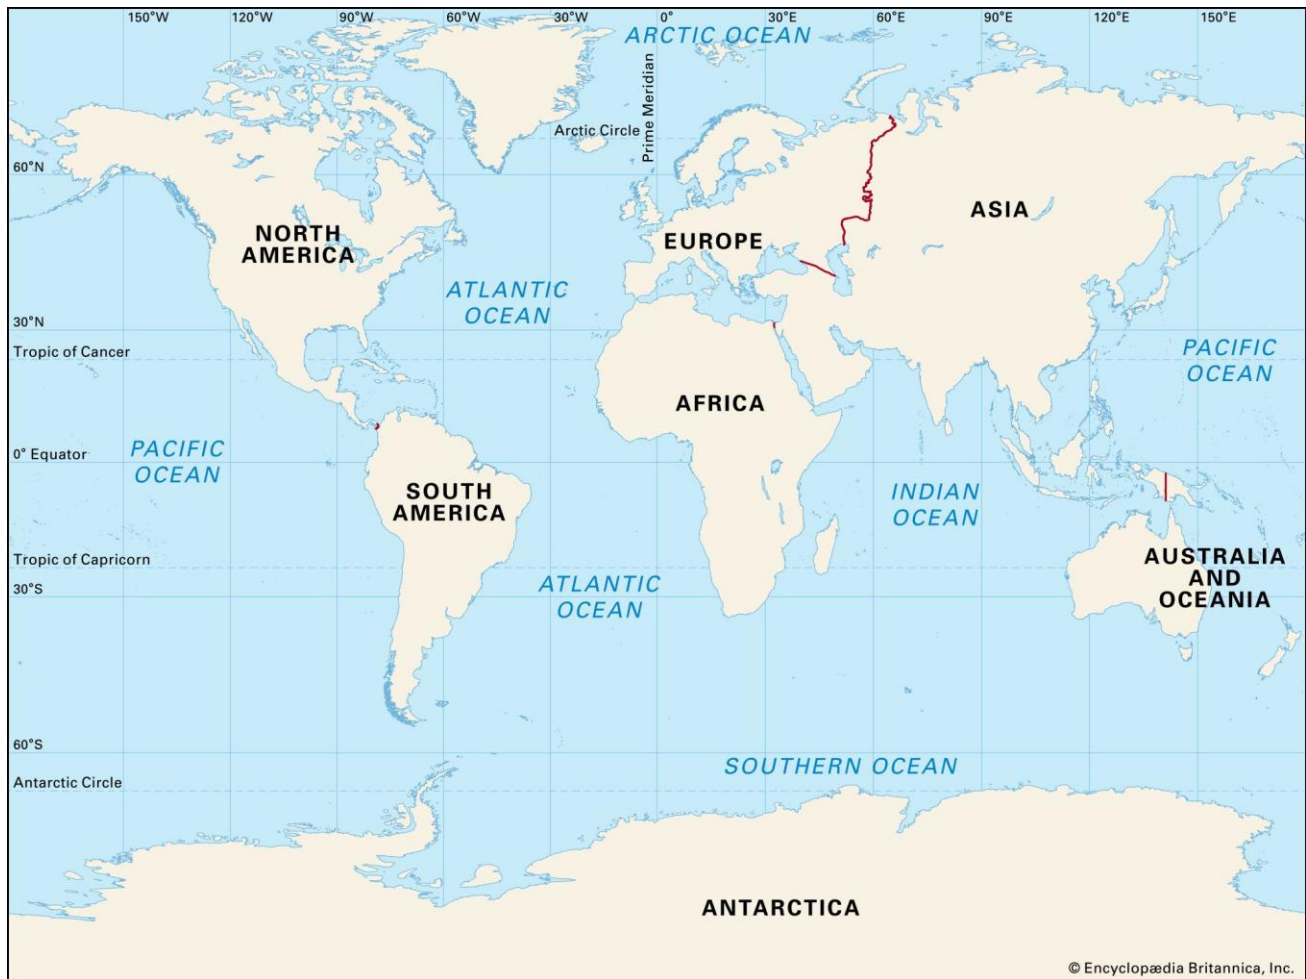 150°W
120°W
90°W
60°W
30°W
0°
30°E
60°E
90°E
120°E
150°E
ARCTIC OCEAN
Prime Meridian
Arctic Circle
60°N
ASIA
NORTH
AMERICA
EUROPE
ATLANTIC
OCEAN
30°N
Tropic of Cancer
PACIFIC
OCEAN
AFRICA
PACIFIC
OCEAN
0° Equator
SOUTH
AMERICA
INDIAN
OCEAN
Tropic of Capricorn
AUSTRALIA
AND
OCEANIA
30°S
ATLANTIC
OCEAN
60°S
SOUTHERN OCEAN
Antarctic Circle
ANTARCTICA
© Encyclopædia Britannica, Inc.